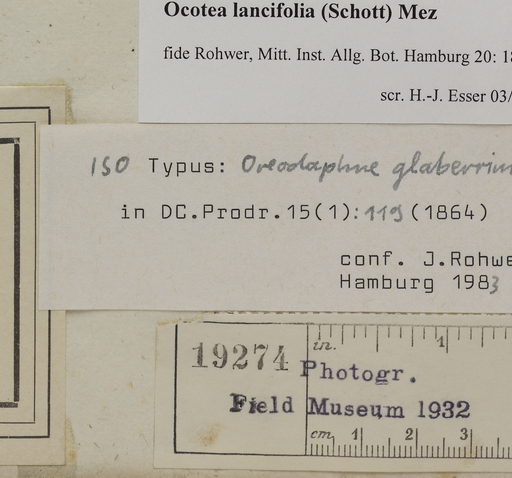 Ocotea lancifolia (Schott) Mez
fide Rohwer, Mitt. Inst. Allg. Bot. Hamburg 20: 18
scr. H.-J. Esser 03/
ISO Typus: Oreodaphne glaberrim
in DC.Prodr.15(1):119(1864)
conf. J.Rohwe
Hamburg 1983
19274
in. 1
Photogr.
Field Museum 1932
cm 1 2 3